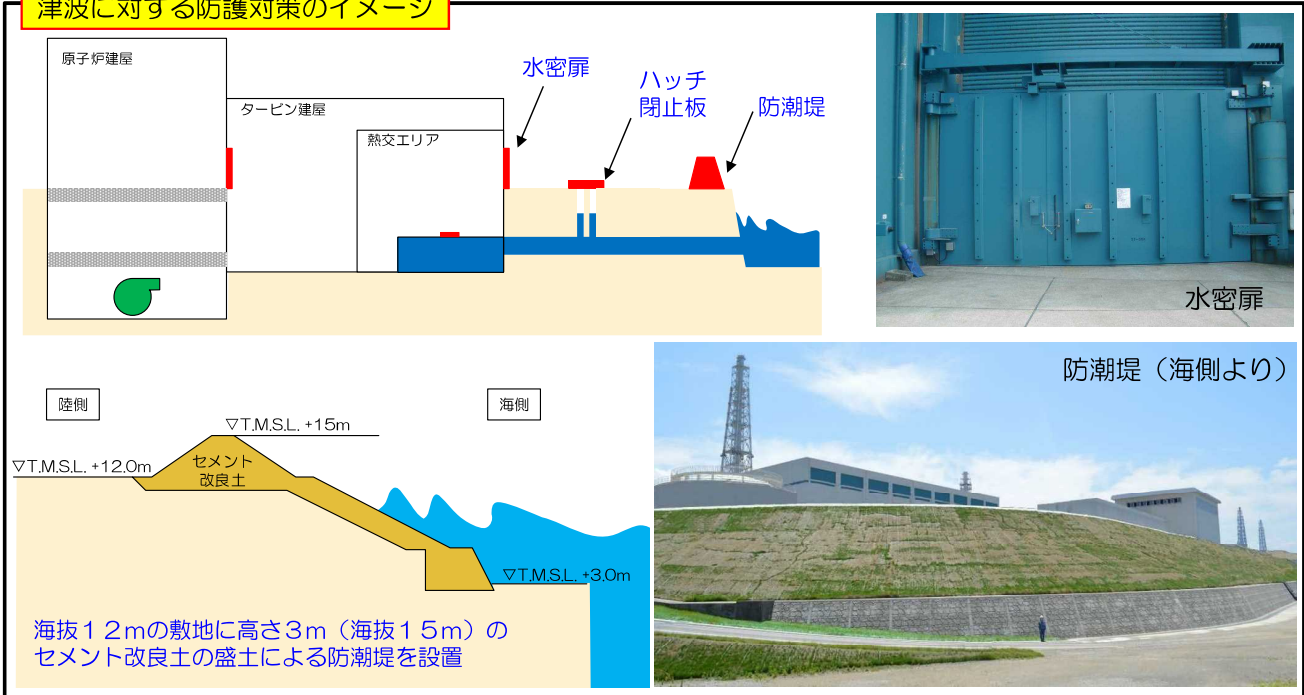 津波に対する防護対策のイメージ
原子炉建屋
タービン建屋
熱交エリア
水密扉
ハッチ
閉止板
防潮堤
水密扉
陸側
海側
▽T.M.S.L. +15m
▽T.M.S.L. +12.0m
セメント
改良土
▽T.M.S.L. +3.0m
海抜12mの敷地に高さ3m（海抜15m）の
セメント改良土の盛土による防潮堤を設置
防潮堤（海側より）